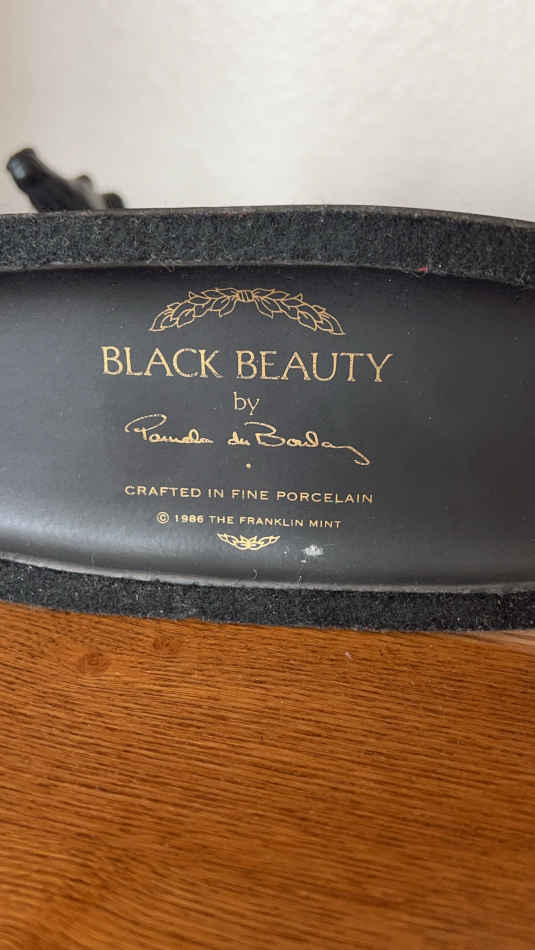 BLACK BEAUTY
by
Pamela du Boulay
CRAFTED IN FINE PORCELAIN
© 1986 THE FRANKLIN MINT